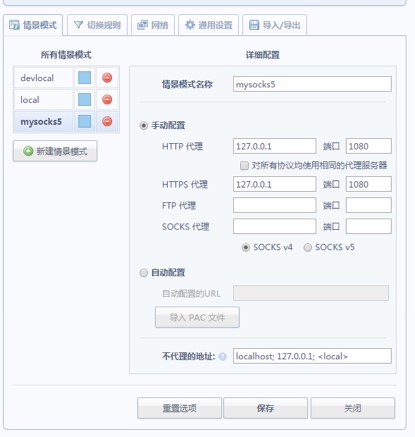 情景模式 切换规则 网络 通用设置 导入/导出
所有情景模式
devlocal
local
mysocks5
新建情景模式
详细配置
情景模式名称 mysocks5
手动配置
HTTP 代理 127.0.0.1 端口 1080
对所有协议均使用相同的代理服务器
HTTPS 代理 127.0.0.1 端口 1080
FTP 代理 端口
SOCKS 代理 端口
SOCKS v4 SOCKS v5
自动配置
自动配置的URL
导入 PAC 文件
不代理的地址: ? localhost; 127.0.0.1; <local>
重置选项 保存 关闭